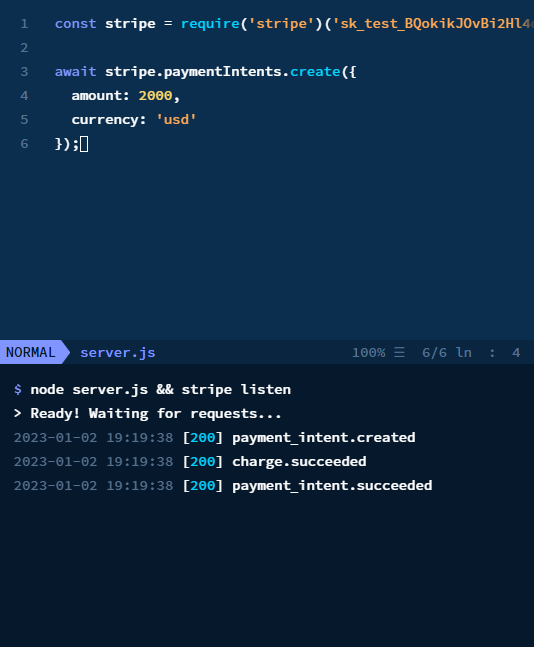 1 const stripe = require('stripe')('sk_test_BQokikJOvBi2Hl4
2
3 await stripe.paymentIntents.create({
4 amount: 2000,
5 currency: 'usd'
6 });
NORMAL server.js 100% ☰ 6/6 ln : 4
$ node server.js && stripe listen
> Ready! Waiting for requests...
2023-01-02 19:19:38 [200] payment_intent.created
2023-01-02 19:19:38 [200] charge.succeeded
2023-01-02 19:19:38 [200] payment_intent.succeeded